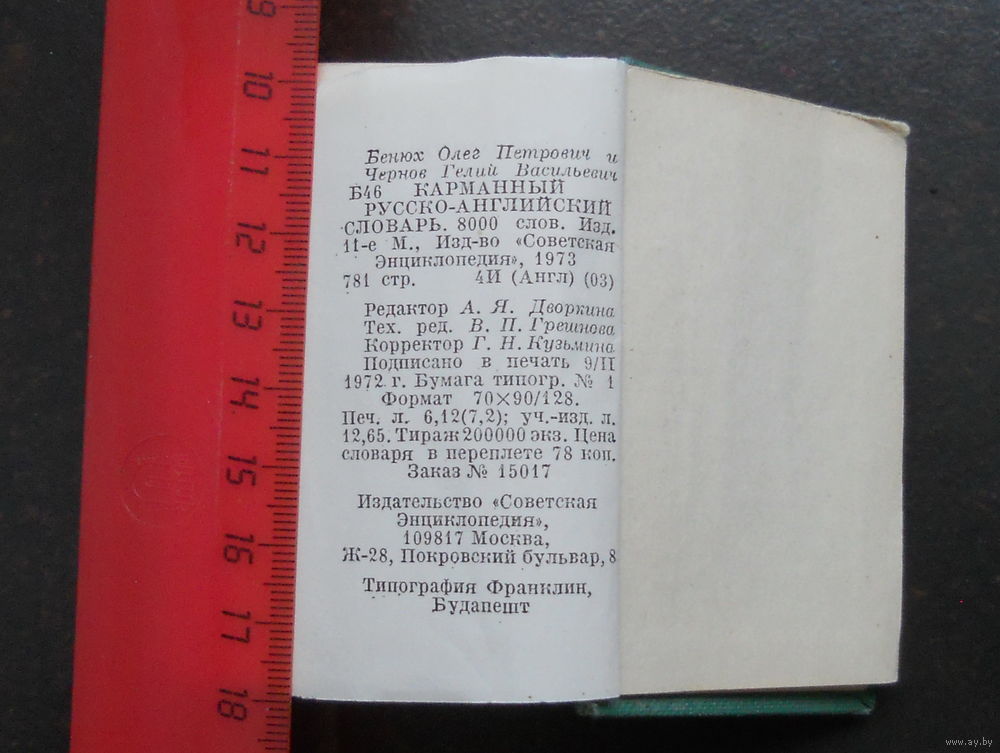 Бенюх Олег Петрович и
Чернов Гелий Васильевич
Б46 КАРМАННЫЙ
РУССКО-АНГЛИЙСКИЙ
СЛОВАРЬ. 8000 слов. Изд.
11-е М., Изд-во «Советская
Энциклопедия», 1973
781 стр. 4И (Англ) (03)
Редактор А. Я. Дворкина
Тех. ред. В. П. Грешнова
Корректор Г. Н. Кузьмина
Подписано в печать 9/II
1972 г. Бумага типогр. № 1
Формат 70×90/128.
Печ. л. 6,12(7,2); уч.-изд. л.
12,65. Тираж 200000 экз. Цена
словаря в переплете 78 коп.
Заказ № 15017
Издательство «Советская
Энциклопедия»,
109817 Москва,
Ж-28, Покровский бульвар, 8
Типография Франклин,
Будапешт
9
10
11
12
13
14
15
16
17
18
www.ay.by